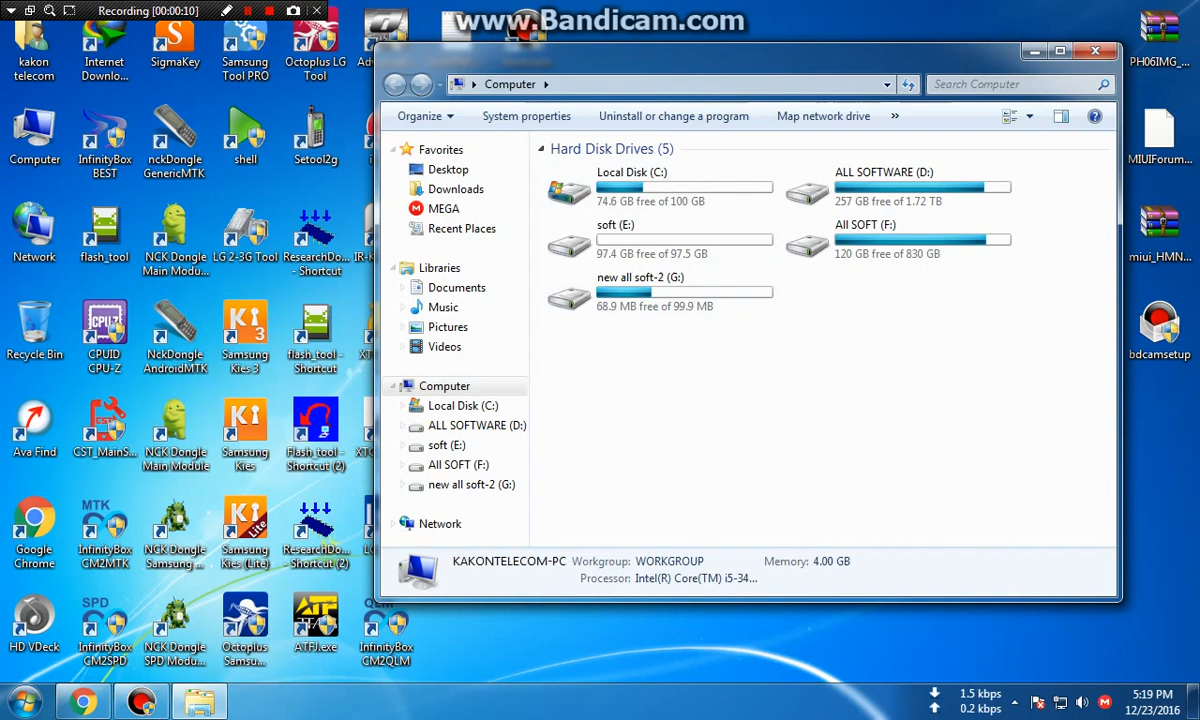 Recording [00:00:10]
www.Bandicam.com
kakon
telecom
Internet
Downlo...
SigmaKey
Samsung
Tool PRO
Octoplus LG
Tool
Computer
InfinityBox
BEST
nckDongle
GenericMTK
shell
Setool2g
Network
flash_tool
NCK Dongle
Main Modu...
LG 2-3G Tool
ResearchDo...
- Shortcut
Recycle Bin
CPUID
CPU-Z
NckDongle
AndroidMTK
Samsung
Kies 3
flash_tool -
Shortcut
Ava Find
CST_MainS...
NCK Dongle
Main Module
Samsung
Kies
Flash_tool -
Shortcut (2)
Google
Chrome
MTK
InfinityBox
CM2MTK
NCK Dongle
Samsung ...
Lite
Samsung
Kies (Lite)
ResearchDo...
- Shortcut (2)
HD VDeck
SPD
InfinityBox
CM2SPD
NCK Dongle
SPD Modu...
Octoplus
Samsu...
ATF
ATFJ.exe
QLM
InfinityBox
CM2QLM
Computer
Search Computer
Organize
System properties
Uninstall or change a program
Map network drive
»
Favorites
Desktop
Downloads
MEGA
Recent Places
Libraries
Documents
Music
Pictures
Videos
Computer
Local Disk (C:)
ALL SOFTWARE (D:)
soft (E:)
All SOFT (F:)
new all soft-2 (G:)
Network
Hard Disk Drives (5)
Local Disk (C:)
74.6 GB free of 100 GB
ALL SOFTWARE (D:)
257 GB free of 1.72 TB
soft (E:)
97.4 GB free of 97.5 GB
All SOFT (F:)
120 GB free of 830 GB
new all soft-2 (G:)
68.9 MB free of 99.9 MB
KAKONTELECOM-PC
Workgroup: WORKGROUP
Memory: 4.00 GB
Processor: Intel(R) Core(TM) i5-34...
PH06IMG_...
MIUIForum...
miui_HMN...
bdcamsetup
1.5 kbps
0.2 kbps
5:19 PM
12/23/2016